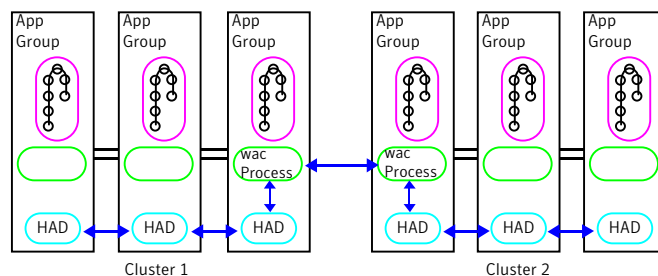 App
Group
App
Group
App
Group
App
Group
App
Group
App
Group
wac
Process
wac
Process
HAD
HAD
HAD
HAD
HAD
HAD
Cluster 1
Cluster 2